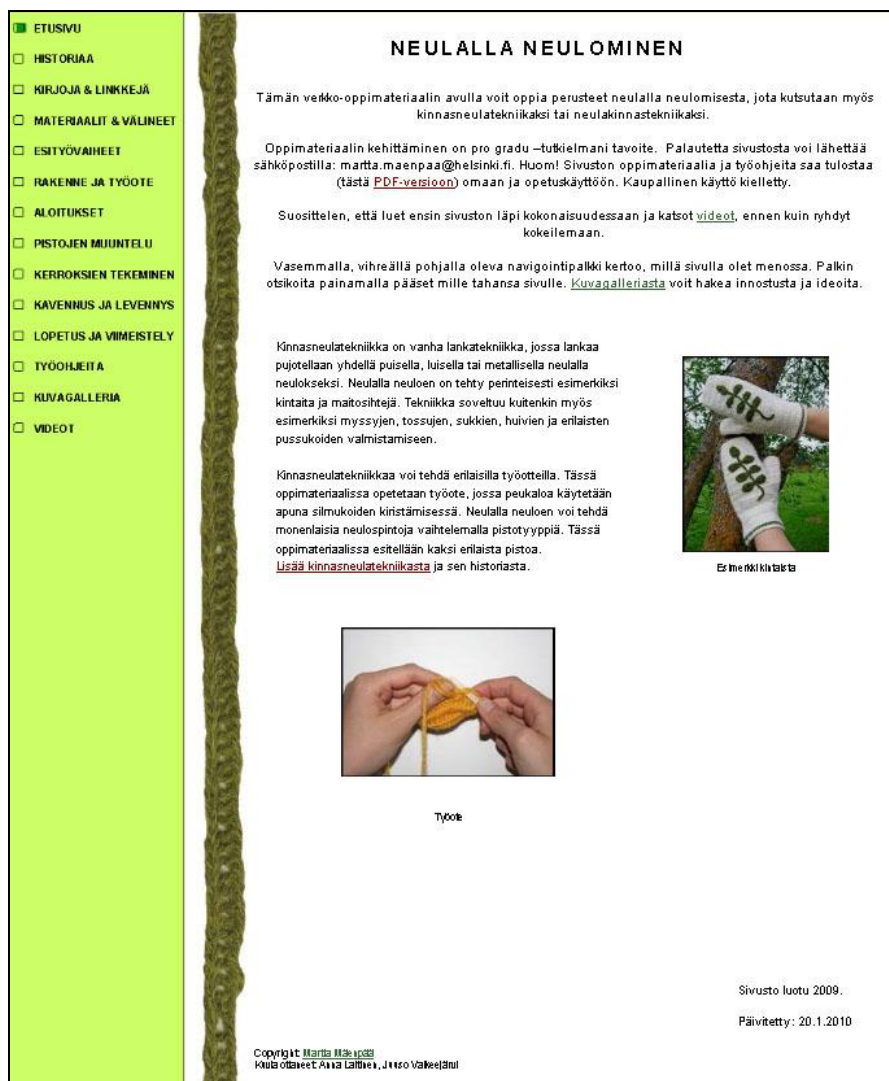 ETUSIVU
HISTORIAA
KIRJOJA & LINKKEJÄ
MATERIAALIT & VÄLINEET
ESITYÖVAIHEET
RAKENNE JA TYÖOTE
ALOITUKSET
PISTOJEN MUUNTELU
KERROKSIEN TEKEMINEN
KAVENNUS JA LEVENNYS
LOPETUS JA VIIMEISTELY
TYÖOHJEITA
KUVAGALLERIA
VIDEOT
NEULALLA NEULOMINEN
Tämän verkko-oppimateriaalin avulla voit oppia perusteet neulalla neulomisesta, jota kutsutaan myös
kinnasneulatekniikaksi tai neulakinnastekniikaksi.
Oppimateriaalin kehittäminen on pro gradu –tutkielmani tavoite. Palautetta sivustosta voi lähettää
sähköpostilla: martta.maenpaa@helsinki.fi. Huom! Sivuston oppimateriaalia ja työohjeita saa tulostaa
(tästä PDF-versioon) omaan ja opetuskäyttöön. Kaupallinen käyttö kielletty.
Suosittelen, että luet ensin sivuston läpi kokonaisuudessaan ja katsot videot, ennen kuin ryhdyt
kokeilemaan.
Vasemmalla, vihreällä pohjalla oleva navigointipalkki kertoo, millä sivulla olet menossa. Palkin
otsikoita painamalla pääset mille tahansa sivulle. Kuvagalleriasta voit hakea innostusta ja ideoita.
Kinnasneulatekniikka on vanha lankatekniikka, jossa lankaa
pujotellaan yhdellä puisella, luisella tai metallisella neulalla
neulokseksi. Neulalla neuloen on tehty perinteisesti esimerkiksi
kintaita ja maitosihtejä. Tekniikka soveltuu kuitenkin myös
esimerkiksi myssyjen, tossujen, sukkien, huivien ja erilaisten
pussukoiden valmistamiseen.
Kinnasneulatekniikkaa voi tehdä erilaisilla työotteilla. Tässä
oppimateriaalissa opetetaan työote, jossa peukaloa käytetään
apuna silmukoiden kiristämisessä. Neulalla neuloen voi tehdä
monenlaisia neulospintoja vaihtelemalla pistotyyppiä. Tässä
oppimateriaalissa esitellään kaksi erilaista pistoa.
Lisää kinnasneulatekniikasta ja sen historiasta.
Esimerkki kintaista
Työote
Sivusto luotu 2009.
Päivitetty: 20.1.2010
Copyright: Martta Mäenpää
Kuvia ottaneet: Anna Laitinen, Juuso Valkeejärvi